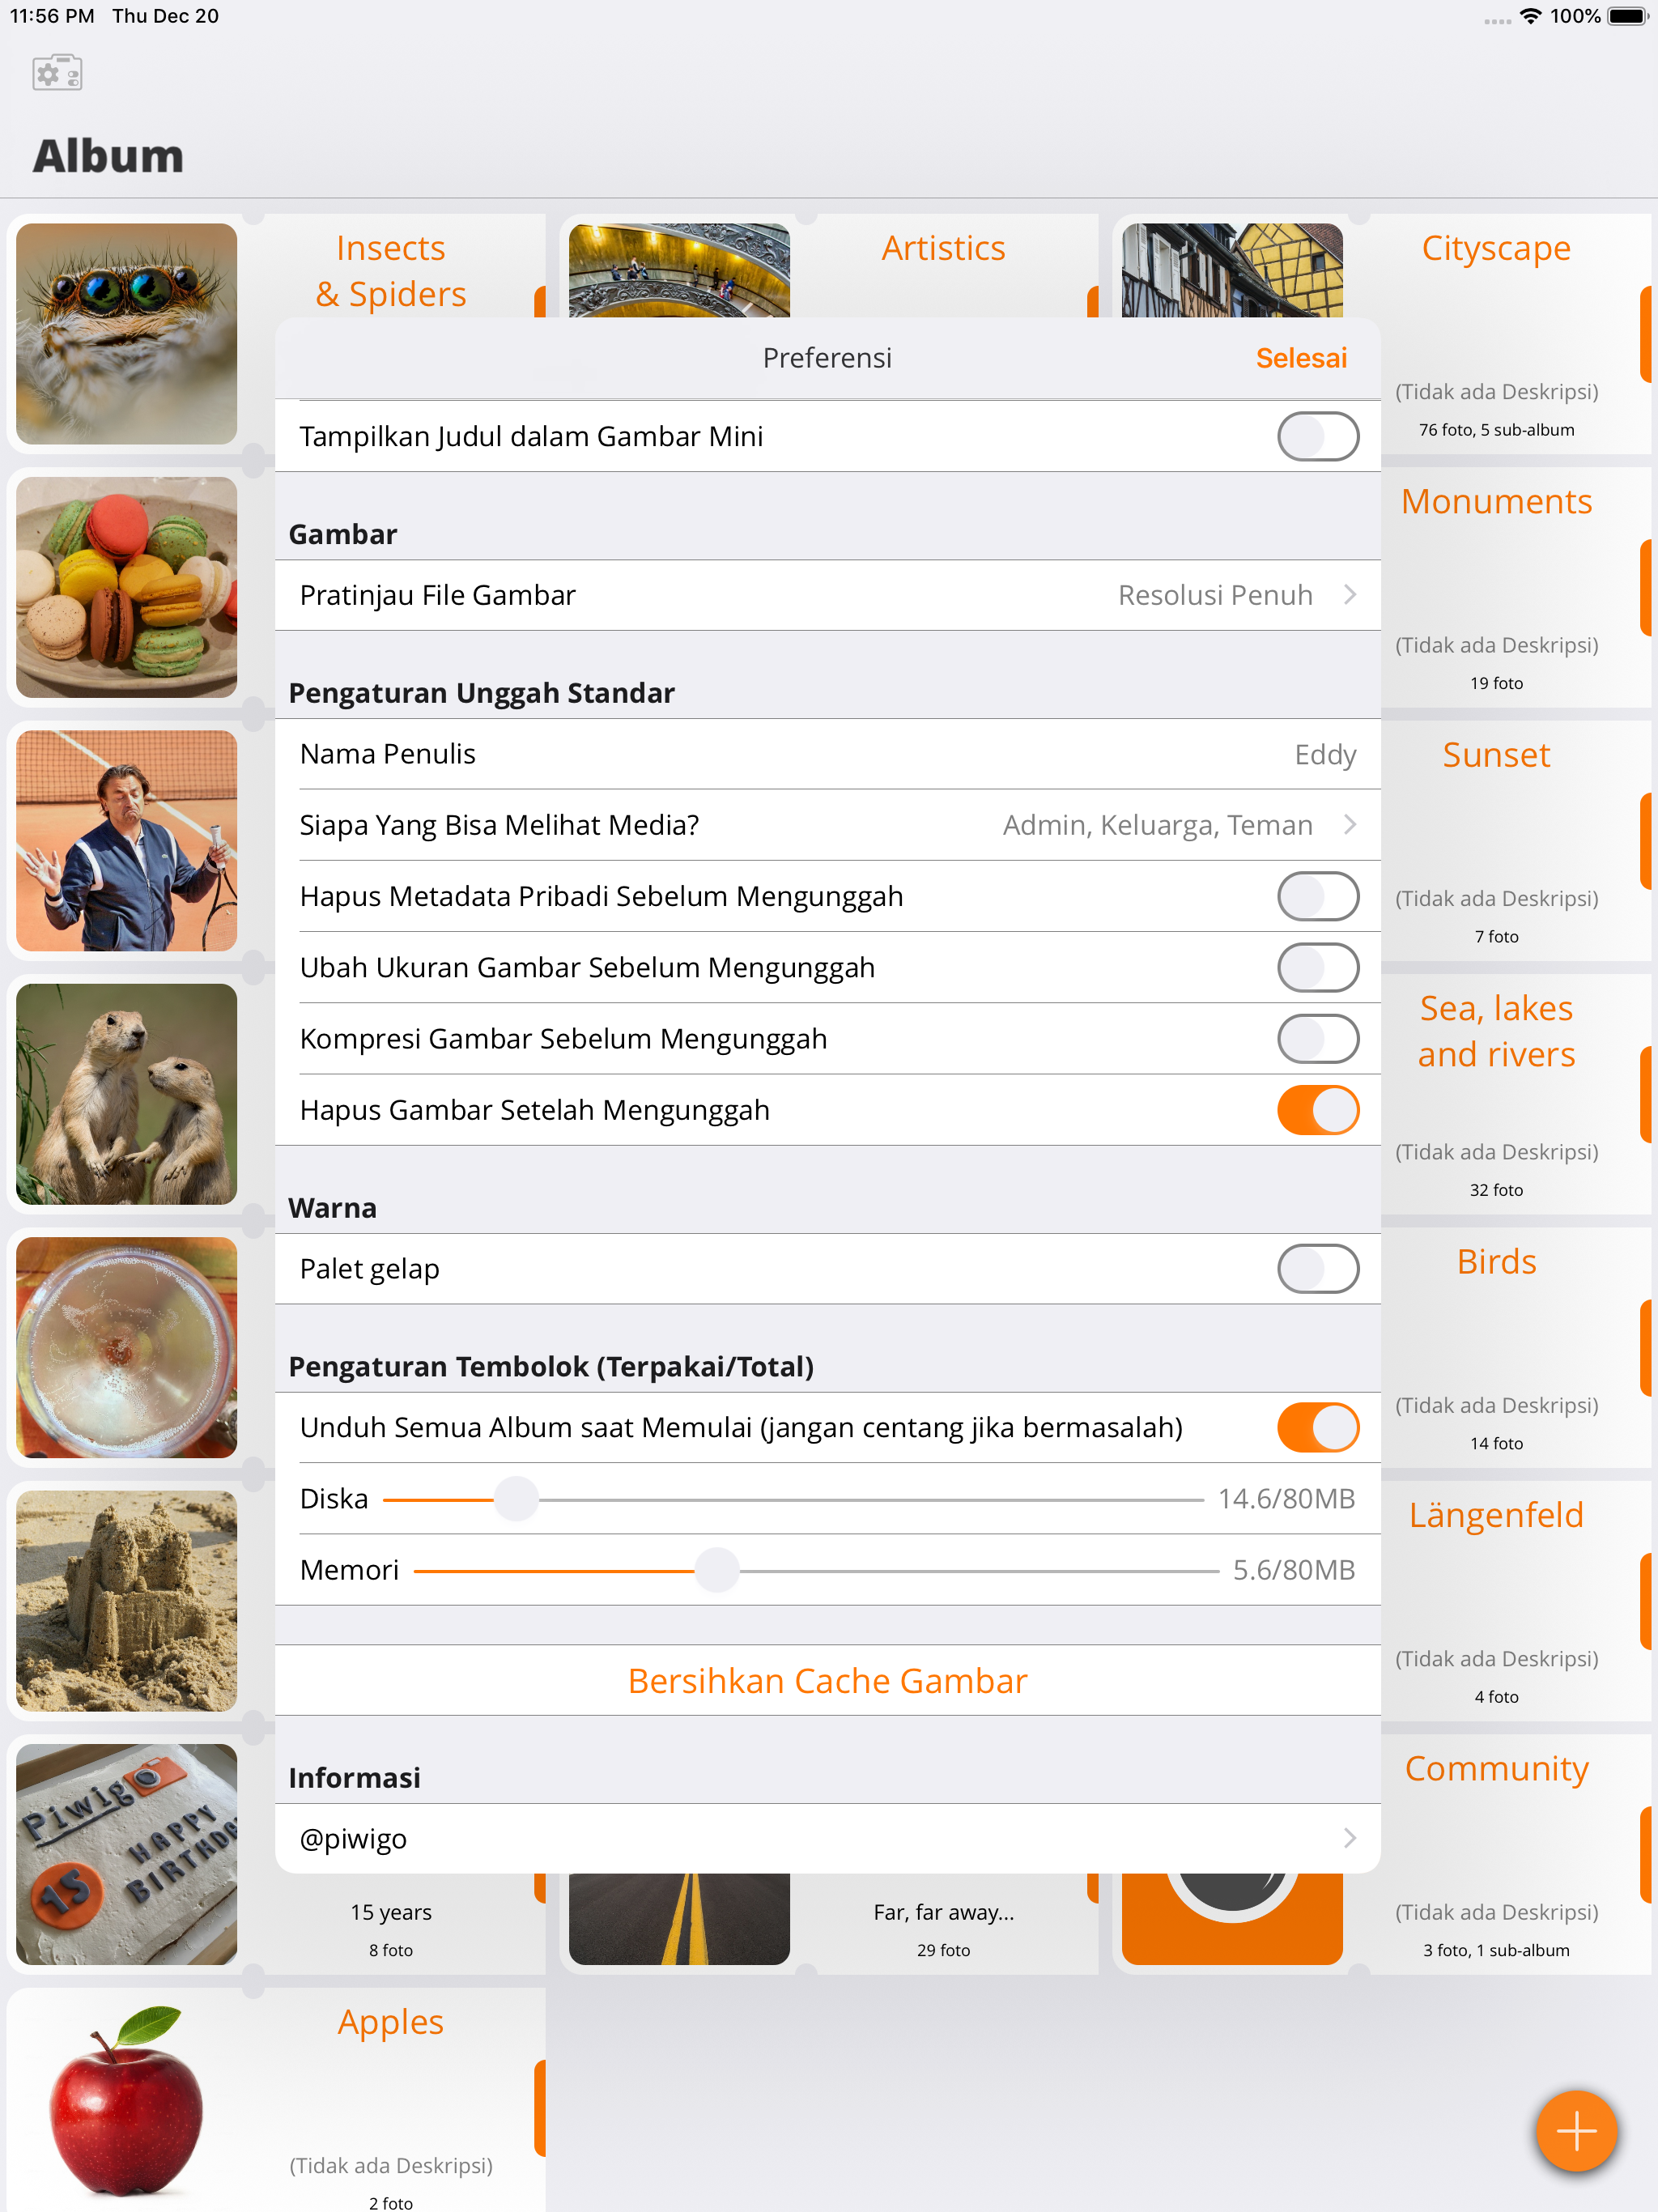 11:56 PM Thu Dec 20
100%
Album
Insects
& Spiders
Artistics
Cityscape
(Tidak ada Deskripsi)
76 foto, 5 sub-album
Monuments
(Tidak ada Deskripsi)
19 foto
Sunset
(Tidak ada Deskripsi)
7 foto
Sea, lakes
and rivers
(Tidak ada Deskripsi)
32 foto
Birds
(Tidak ada Deskripsi)
14 foto
Längenfeld
(Tidak ada Deskripsi)
4 foto
Community
(Tidak ada Deskripsi)
3 foto, 1 sub-album
Preferensi
Selesai
Tampilkan Judul dalam Gambar Mini
Gambar
Pratinjau File Gambar Resolusi Penuh
Pengaturan Unggah Standar
Nama Penulis Eddy
Siapa Yang Bisa Melihat Media? Admin, Keluarga, Teman
Hapus Metadata Pribadi Sebelum Mengunggah
Ubah Ukuran Gambar Sebelum Mengunggah
Kompresi Gambar Sebelum Mengunggah
Hapus Gambar Setelah Mengunggah
Warna
Palet gelap
Pengaturan Tembolok (Terpakai/Total)
Unduh Semua Album saat Memulai (jangan centang jika bermasalah)
Diska 14.6/80MB
Memori 5.6/80MB
Bersihkan Cache Gambar
Informasi
@piwigo
Piwigo
HAPPY
15
15 years
8 foto
Far, far away...
29 foto
Apples
(Tidak ada Deskripsi)
2 foto